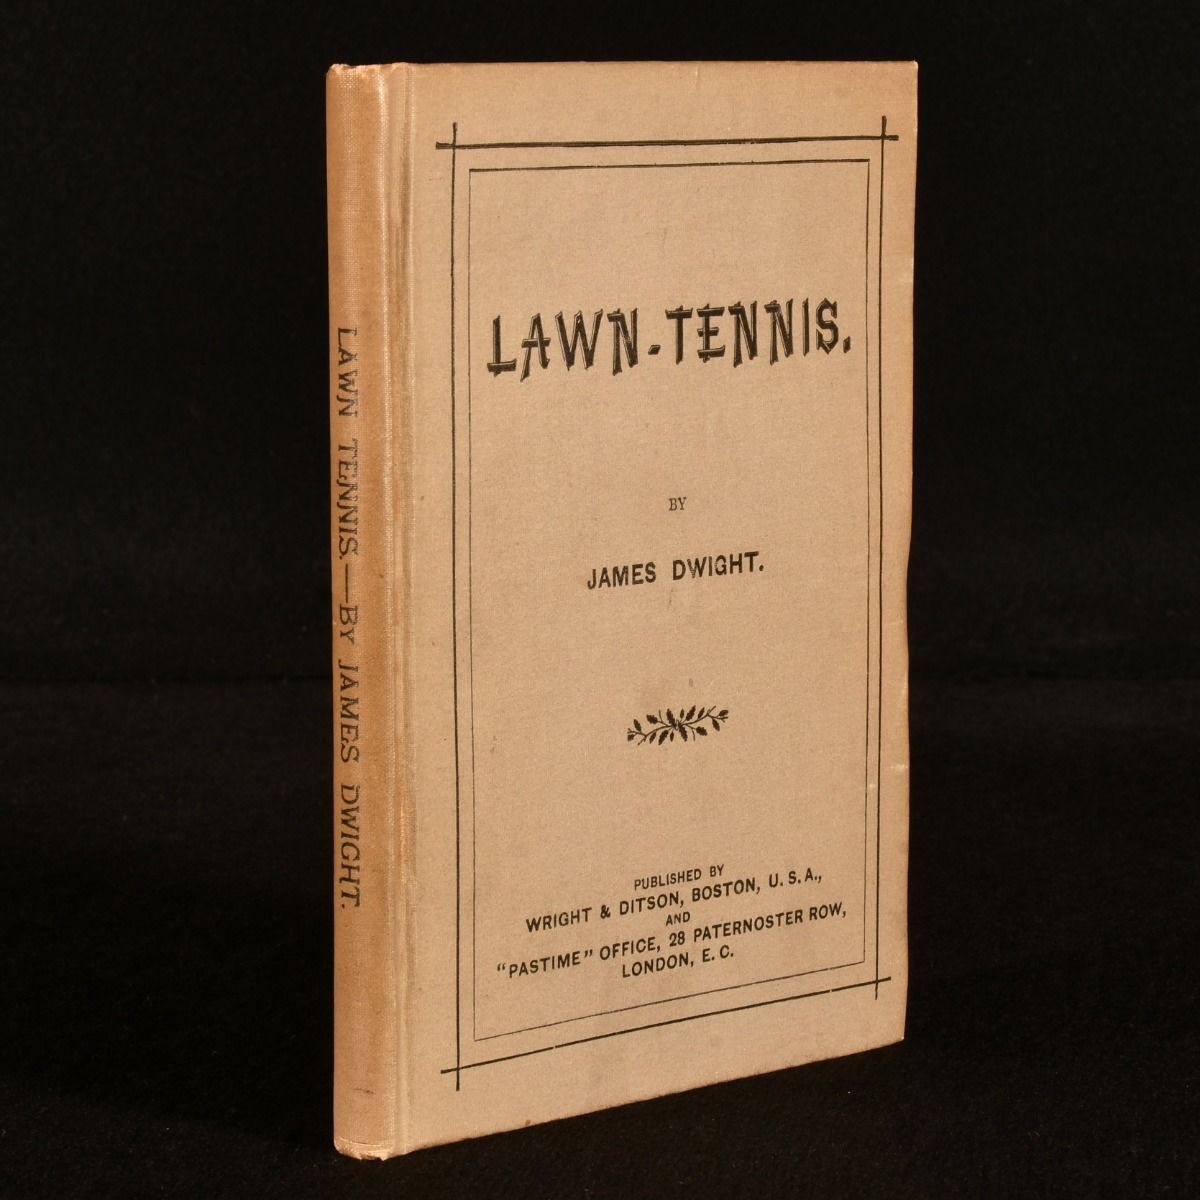 LAWN TENNIS.—BY JAMES DWIGHT.
LAWN-TENNIS.
BY
JAMES DWIGHT.
PUBLISHED BY
WRIGHT & DITSON, BOSTON, U.S.A.,
AND
"PASTIME" OFFICE, 28 PATERNOSTER ROW,
LONDON, E.C.